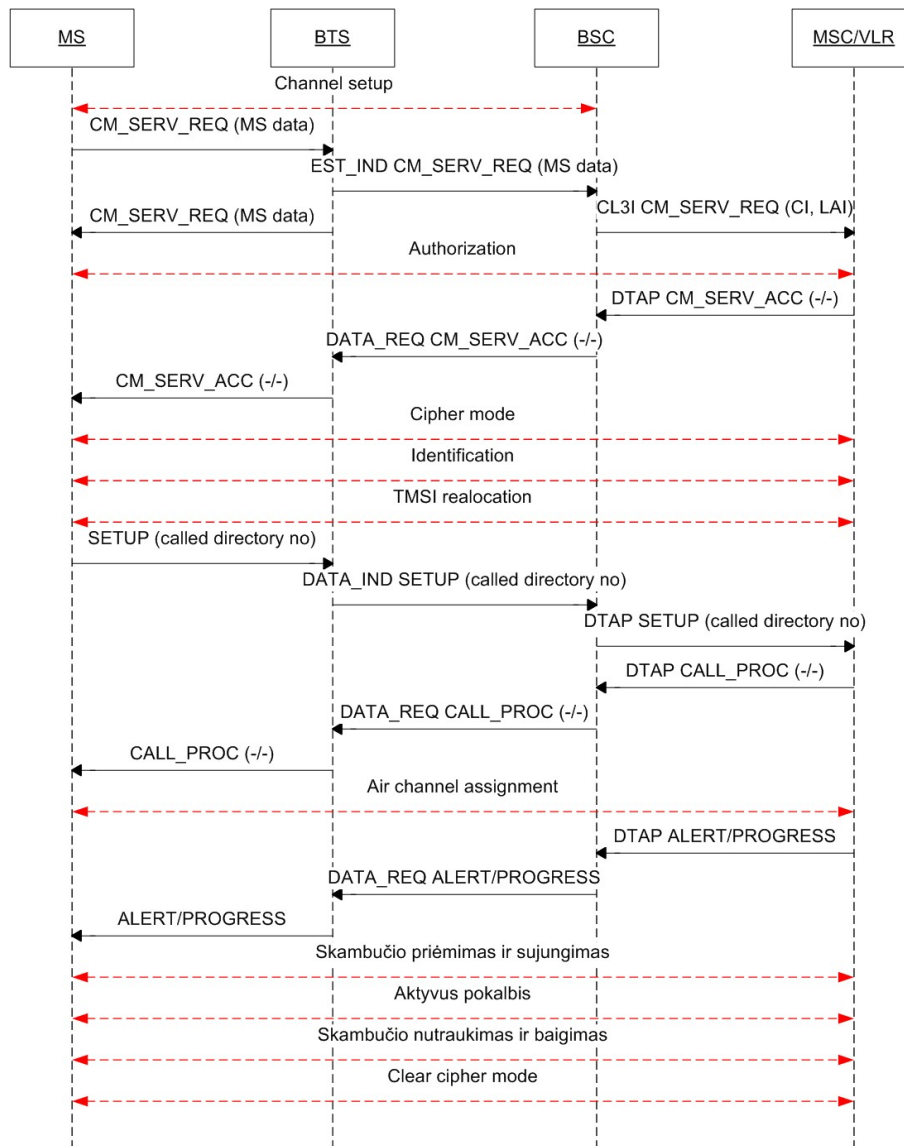 MS
BTS
BSC
MSC/VLR
Channel setup
CM_SERV_REQ (MS data)
EST_IND CM_SERV_REQ (MS data)
CL3I CM_SERV_REQ (CI, LAI)
CM_SERV_REQ (MS data)
Authorization
DTAP CM_SERV_ACC (-/-)
DATA_REQ CM_SERV_ACC (-/-)
CM_SERV_ACC (-/-)
Cipher mode
Identification
TMSI realocation
SETUP (called directory no)
DATA_IND SETUP (called directory no)
DTAP SETUP (called directory no)
DTAP CALL_PROC (-/-)
DATA_REQ CALL_PROC (-/-)
CALL_PROC (-/-)
Air channel assignment
DTAP ALERT/PROGRESS
DATA_REQ ALERT/PROGRESS
ALERT/PROGRESS
Skambučio priėmimas ir sujungimas
Aktyvus pokalbis
Skambučio nutraukimas ir baigimas
Clear cipher mode